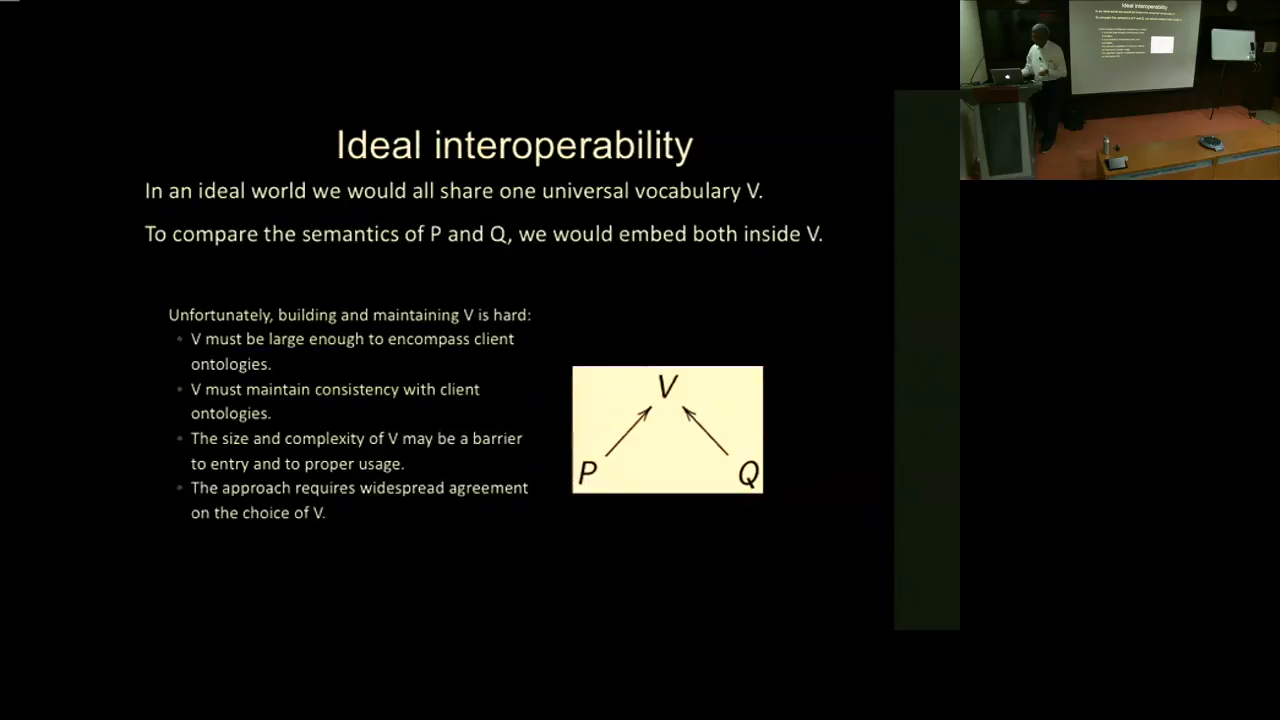 Ideal interoperability
In an ideal world we would all share one universal vocabulary V.
To compare the semantics of P and Q, we would embed both inside V.
Unfortunately, building and maintaining V is hard:
• V must be large enough to encompass client
ontologies.
• V must maintain consistency with client
ontologies.
• The size and complexity of V may be a barrier
to entry and to proper usage.
• The approach requires widespread agreement
on the choice of V.
V
P
Q
Ideal interoperability